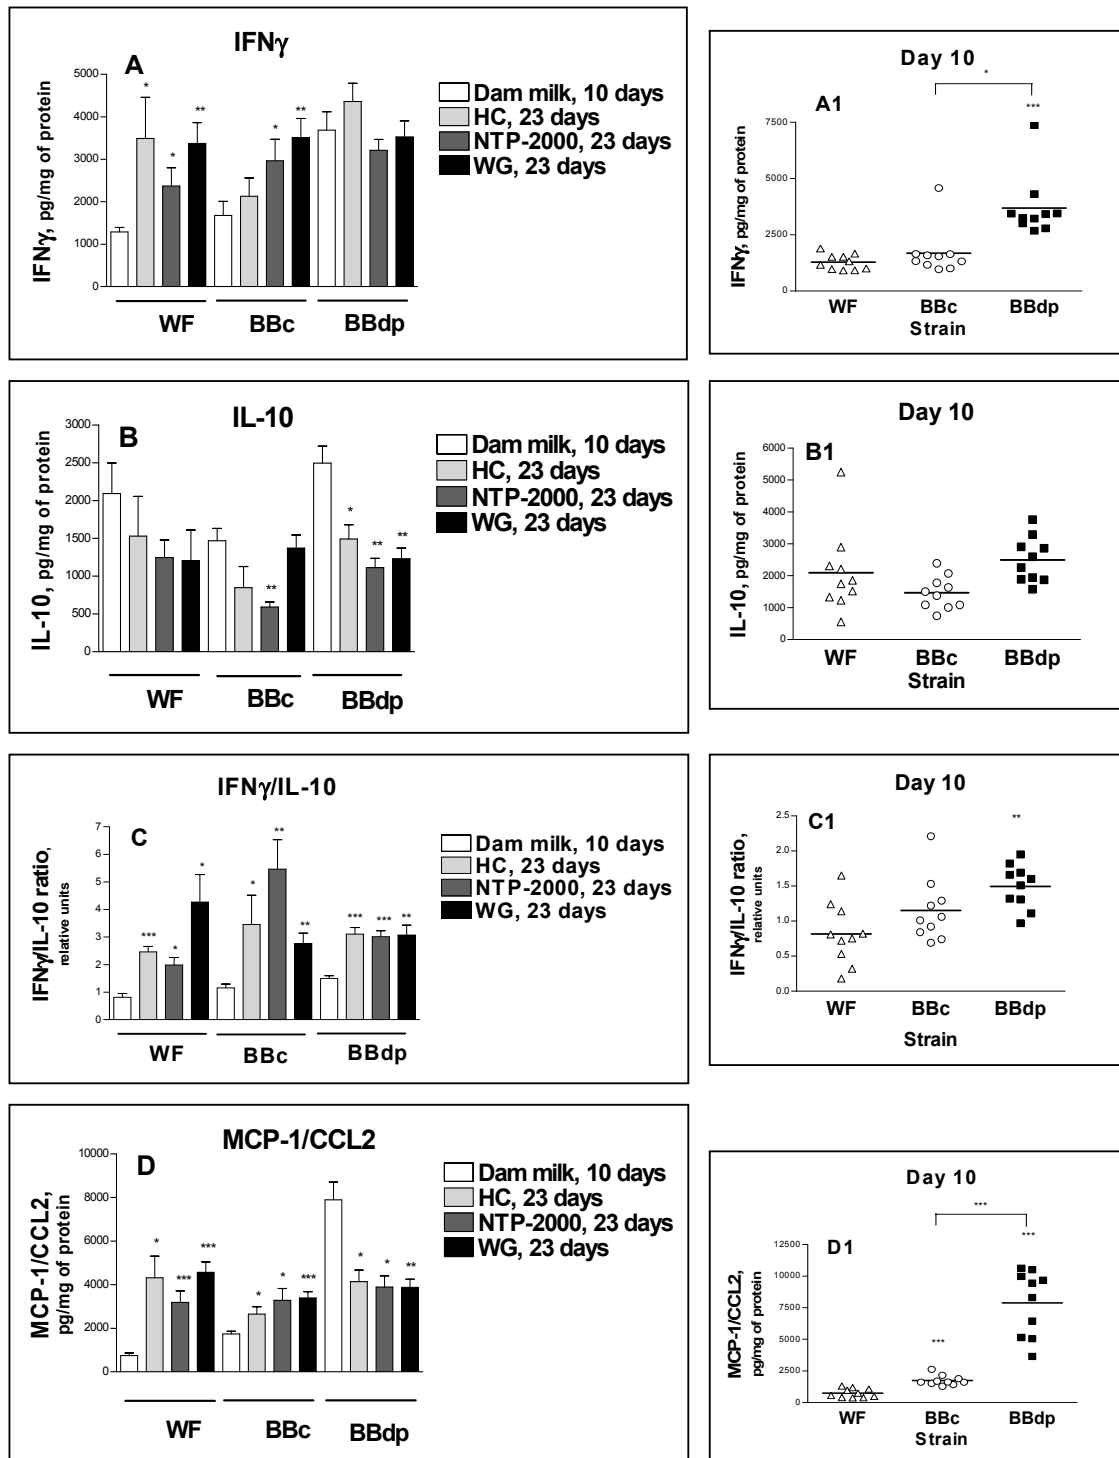 IFNγ
A
IFNγ, pg/mg of protein
5000
4000
3000
2000
1000
0
*
*
**
*
**
Dam milk, 10 days
HC, 23 days
NTP-2000, 23 days
WG, 23 days
WF
BBc
BBdp
Day 10
A1
*
***
IFNγ, pg/mg of protein
7500
5000
2500
0
WF
BBc
BBdp
Strain
IL-10
B
IL-10, pg/mg of protein
3000
2500
2000
1500
1000
500
0
**
*
**
**
Dam milk, 10 days
HC, 23 days
NTP-2000, 23 days
WG, 23 days
WF
BBc
BBdp
Day 10
B1
IL-10, pg/mg of protein
6000
5000
4000
3000
2000
1000
0
WF
BBc
BBdp
Strain
IFNγ/IL-10
C
IFNγ/IL-10 ratio,
relative units
7
6
5
4
3
2
1
0
***
*
*
*
**
**
***
***
**
Dam milk, 10 days
HC, 23 days
NTP-2000, 23 days
WG, 23 days
WF
BBc
BBdp
Day 10
C1
**
IFNγ/IL-10 ratio,
relative units
2.5
2.0
1.5
1.0
0.5
0.0
WF
BBc
BBdp
Strain
MCP-1/CCL2
D
MCP-1/CCL2,
pg/mg of protein
10000
8000
6000
4000
2000
0
*
***
***
*
*
***
*
*
**
Dam milk, 10 days
HC, 23 days
NTP-2000, 23 days
WG, 23 days
WF
BBc
BBdp
Day 10
D1
***
***
***
MCP-1/CCL2,
pg/mg of protein
12500
10000
7500
5000
2500
0
WF
BBc
BBdp
Strain